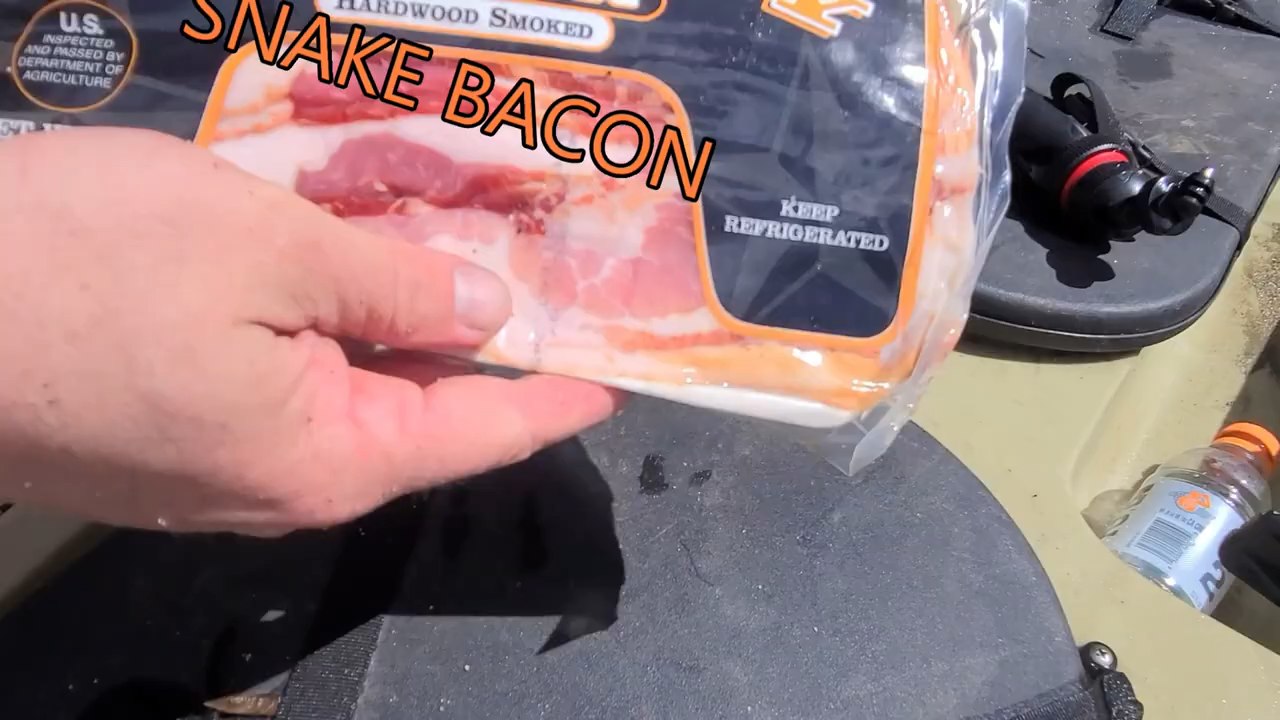 HARDWOOD SMOKED
U.S.
INSPECTED
AND PASSED BY
DEPARTMENT OF
AGRICULTURE
SNAKE BACON
KEEP
REFRIGERATED